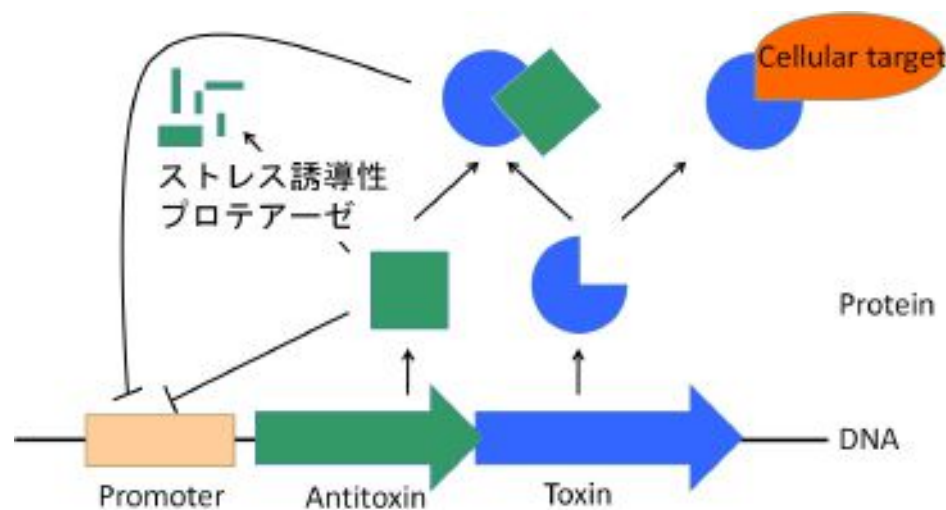 Cellular target
ストレス誘導性
プロテアーゼ
Protein
DNA
Promoter
Antitoxin
Toxin